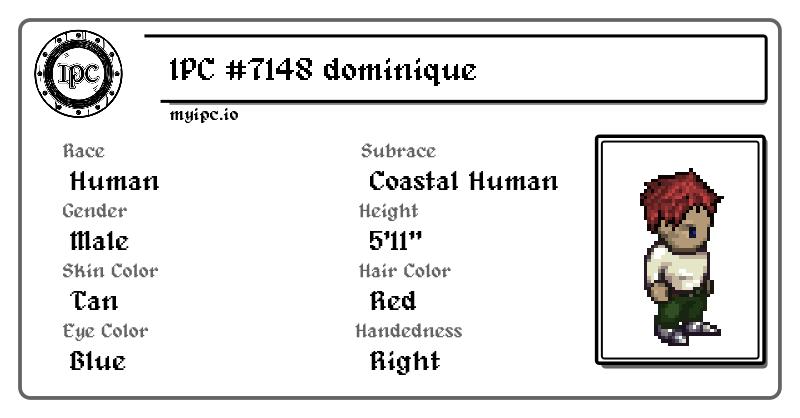 IPC
IPC #7148 dominique
myipc.io
Race
Human
Subrace
Coastal Human
Gender
Male
Height
5'11"
Skin Color
Tan
Hair Color
Red
Eye Color
Blue
Handedness
Right